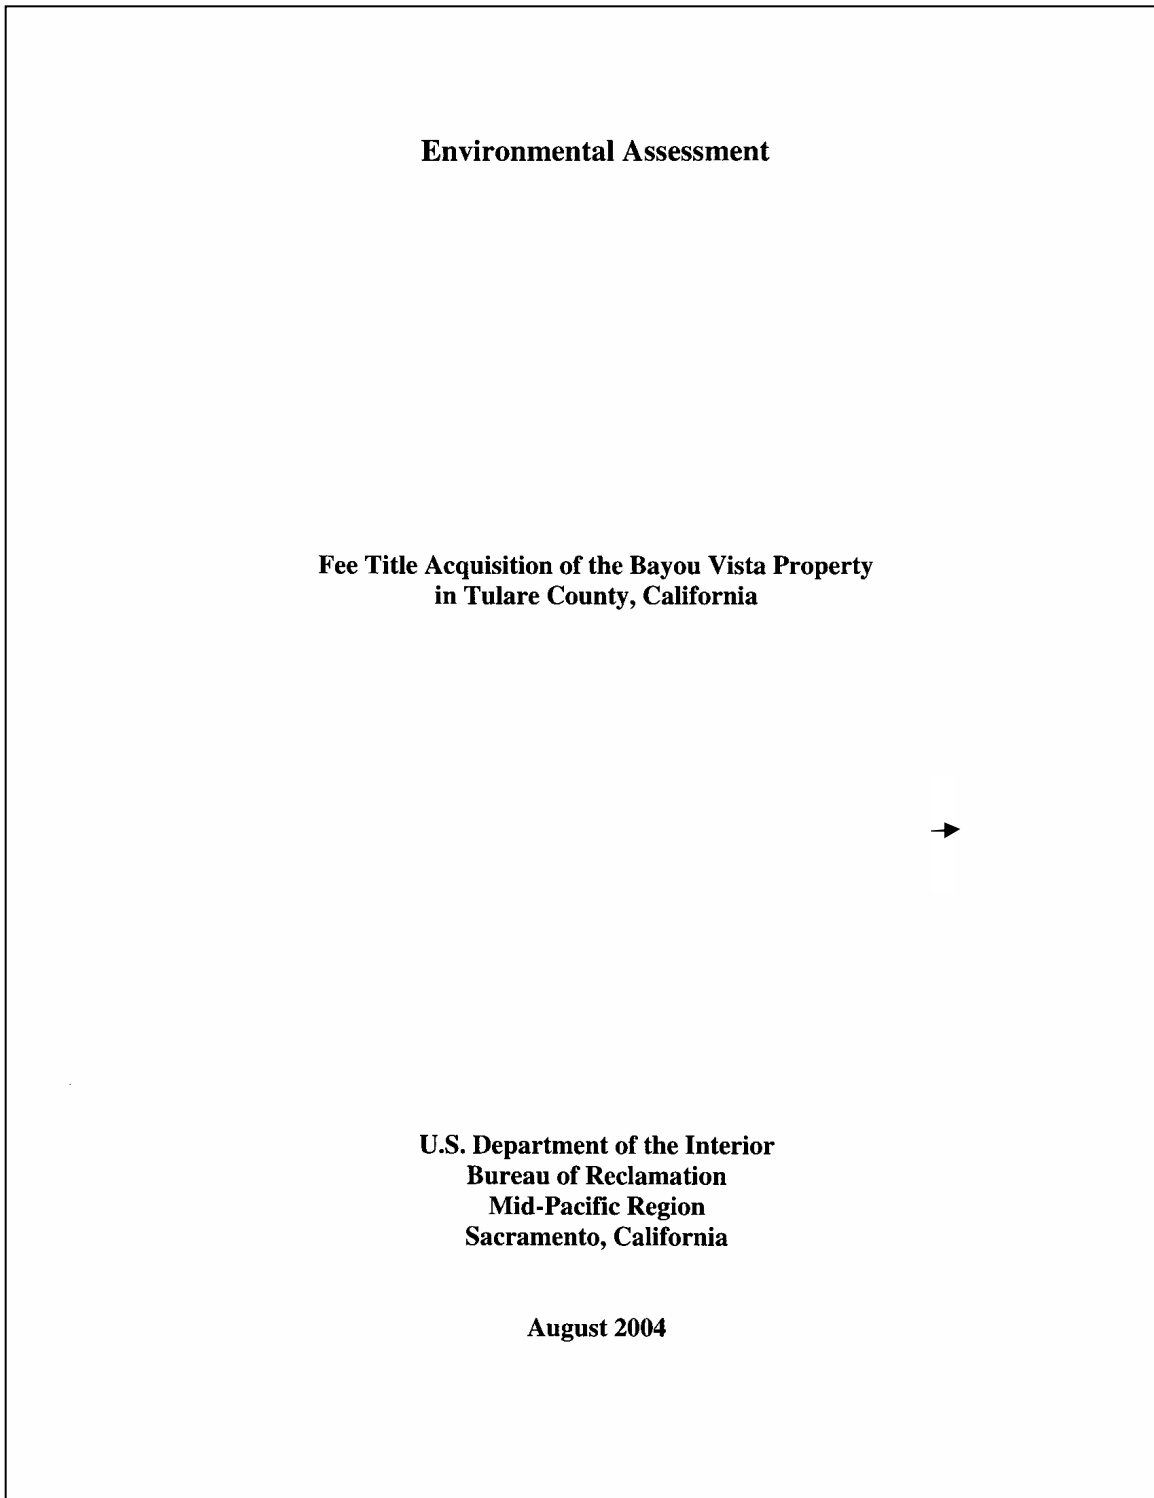 Environmental Assessment
Fee Title Acquisition of the Bayou Vista Property
in Tulare County, California
U.S. Department of the Interior
Bureau of Reclamation
Mid-Pacific Region
Sacramento, California
August 2004